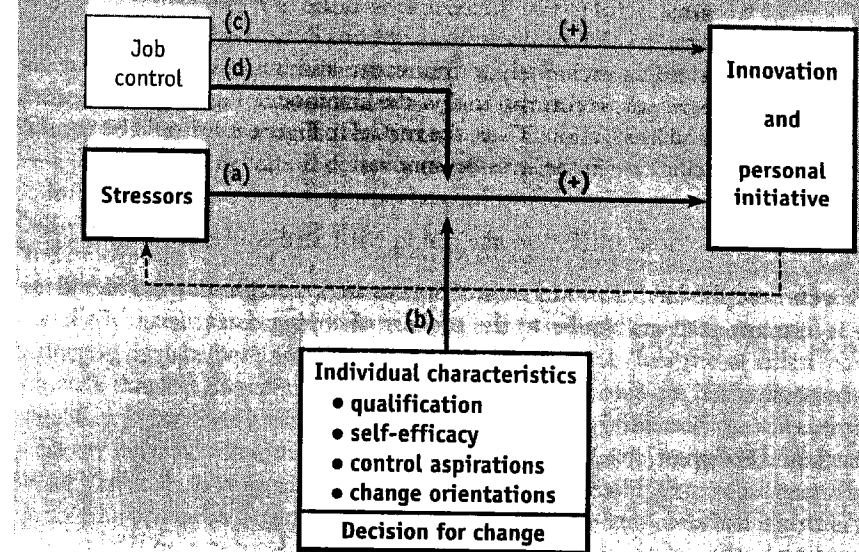 (c)
(+)
Job
control
(d)
Innovation
and
personal
initiative
Stressors
(a)
(+)
(b)
Individual characteristics
• qualification
• self-efficacy
• control aspirations
• change orientations
Decision for change